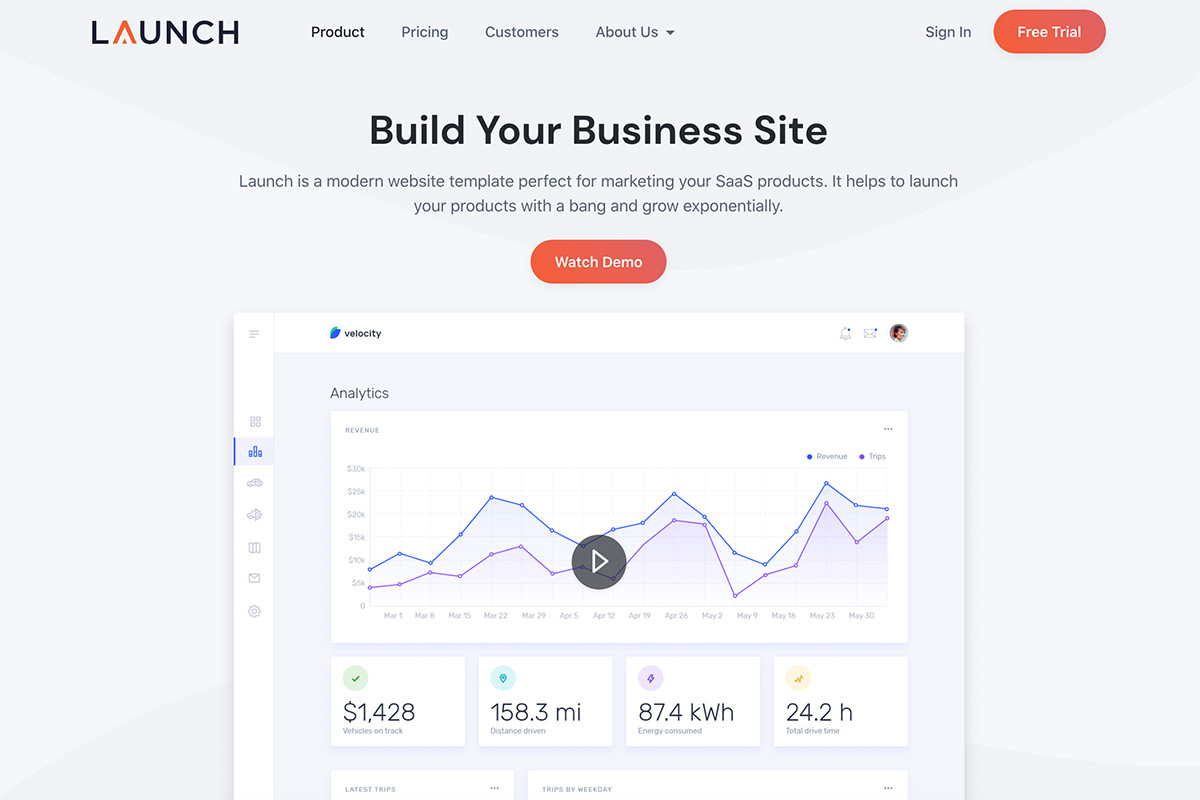 LAUNCH
Product
Pricing
Customers
About Us
Sign In
Free Trial
Build Your Business Site
Launch is a modern website template perfect for marketing your SaaS products. It helps to launch
your products with a bang and grow exponentially.
Watch Demo
velocity
Analytics
REVENUE
Revenue
Trips
$30k
$25k
$20k
$15k
$10k
$5k
0
Mar 1
Mar 8
Mar 15
Mar 22
Mar 29
Apr 5
Apr 12
Apr 19
Apr 26
May 2
May 9
May 16
May 23
May 30
$1,428
Vehicles on track
158.3 mi
Distance driven
87.4 kWh
Energy consumed
24.2 h
Total drive time
LATEST TRIPS
TRIPS BY WEEKDAY